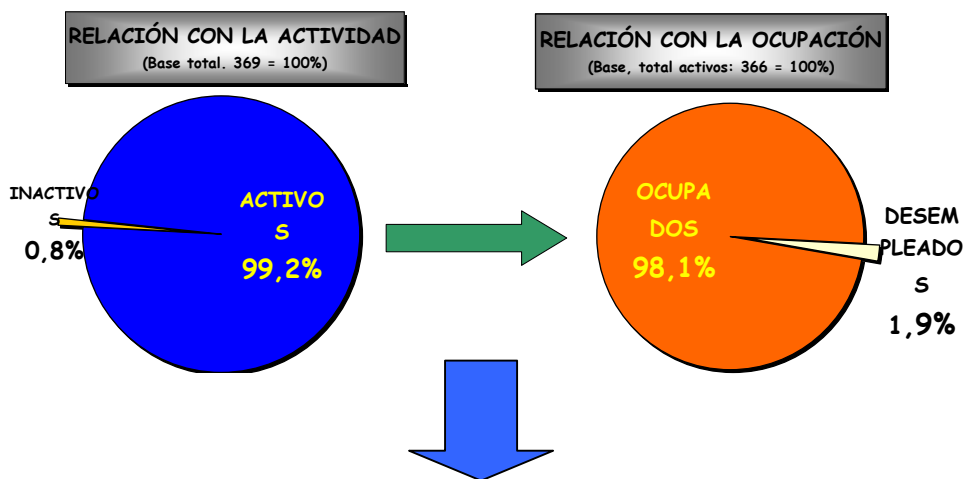 RELACIÓN CON LA ACTIVIDAD
(Base total. 369 = 100%)
INACTIVO
S
0,8%
ACTIVO
S
99,2%
RELACIÓN CON LA OCUPACIÓN
(Base, total activos: 366 = 100%)
OCUPA
DOS
98,1%
DESEM
PLEADO
S
1,9%